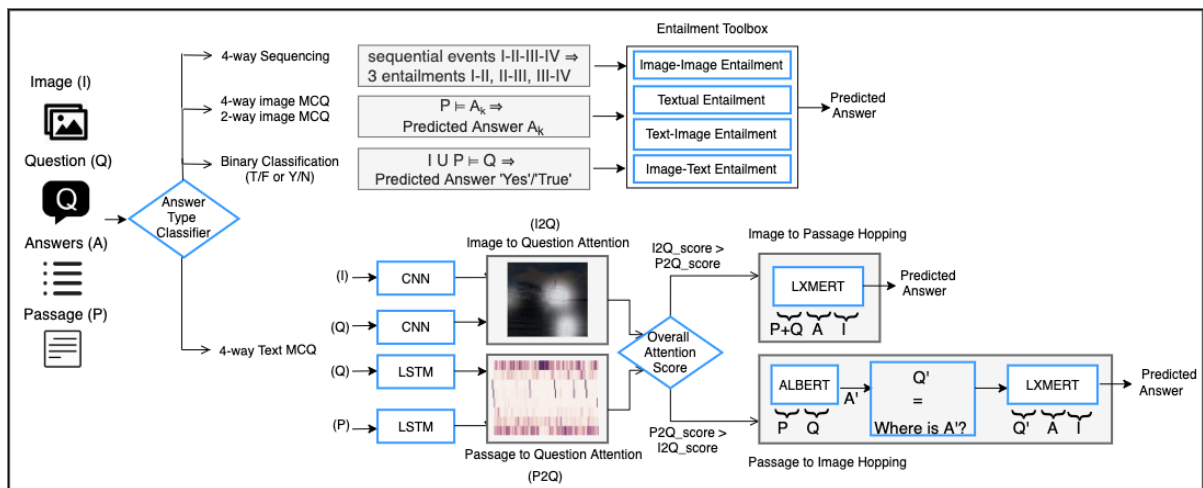 Image (I)
Question (Q)
Q
Answers (A)
Passage (P)
Answer
Type
Classifier
4-way Sequencing
4-way image MCQ
2-way image MCQ
Binary Classification
(T/F or Y/N)
4-way Text MCQ
sequential events I-II-III-IV ⇒
3 entailments I-II, II-III, III-IV
P ⊨ Aₖ ⇒
Predicted Answer Aₖ
I U P ⊨ Q ⇒
Predicted Answer 'Yes'/'True'
Entailment Toolbox
Image-Image Entailment
Textual Entailment
Text-Image Entailment
Image-Text Entailment
Predicted
Answer
(I2Q)
Image to Question Attention
(I)
CNN
(Q)
CNN
(Q)
LSTM
(P)
LSTM
Passage to Question Attention
(P2Q)
Overall
Attention
Score
I2Q_score >
P2Q_score
P2Q_score >
I2Q_score
Image to Passage Hopping
LXMERT
P+Q A I
Predicted
Answer
ALBERT
P Q
A'
Q'
=
Where is A'?
LXMERT
Q' A I
Predicted
Answer
Passage to Image Hopping